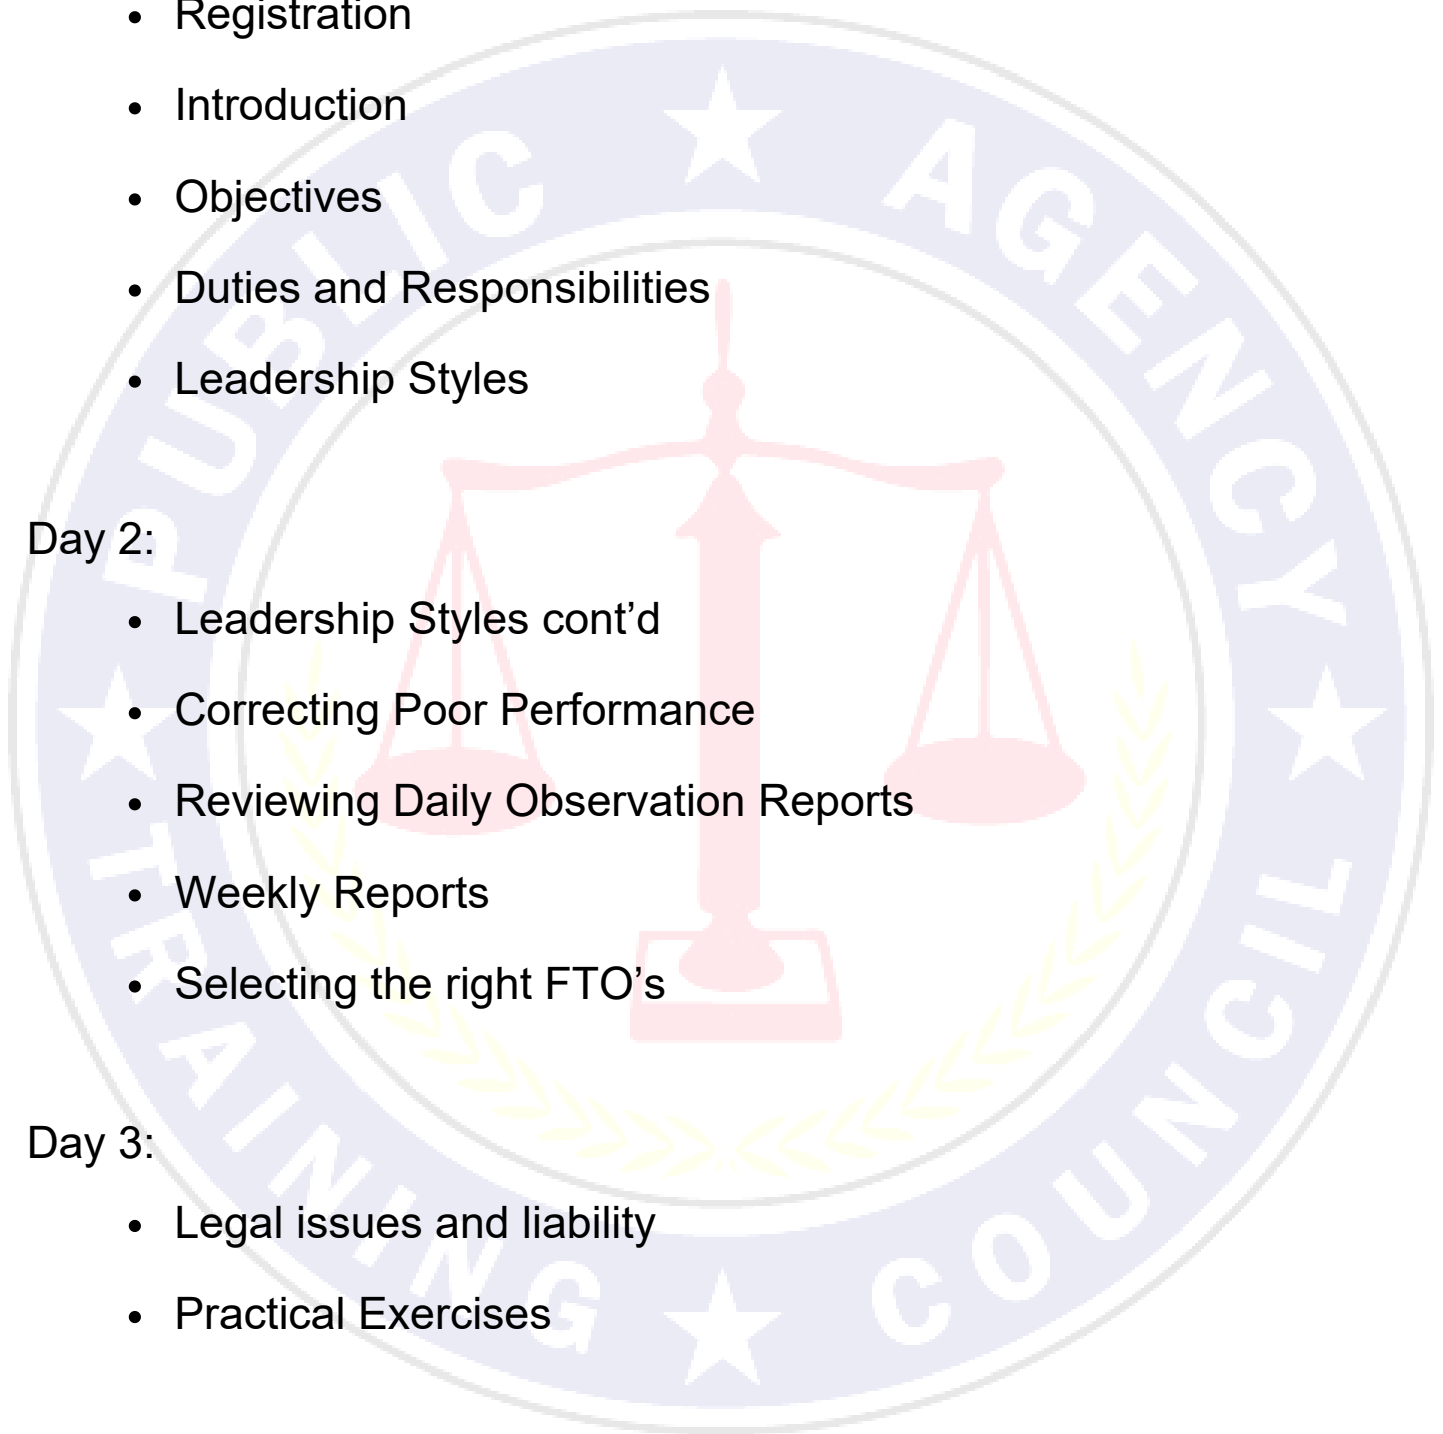 • Registration
• Introduction
• Objectives
• Duties and Responsibilities
• Leadership Styles
Day 2:
• Leadership Styles cont’d
• Correcting Poor Performance
• Reviewing Daily Observation Reports
• Weekly Reports
• Selecting the right FTO’s
Day 3:
• Legal issues and liability
• Practical Exercises
PUBLIC AGENCY
TRAINING COUNCIL